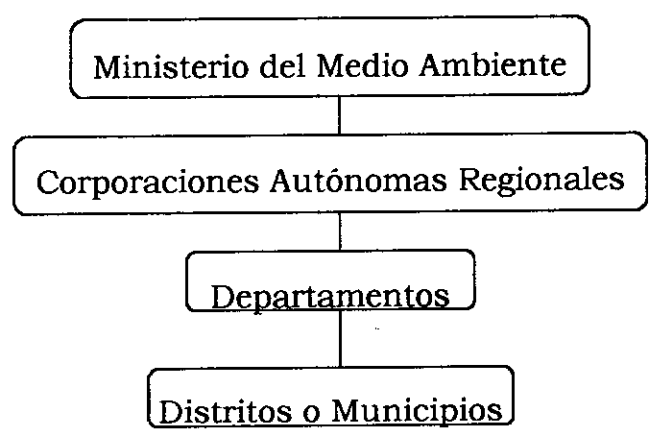 Ministerio del Medio Ambiente
Corporaciones Autónomas Regionales
Departamentos
Distritos o Municipios